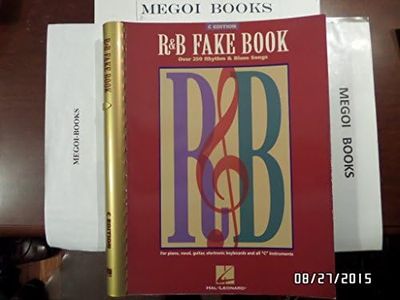 MEGOI BOOKS
C EDITION
R&B FAKE BOOK
Over 250 Rhythm & Blues Songs
R&B
For piano, vocal, guitar, electronic keyboards and all "C" instruments
HAL•LEONARD
R&B FAKE BOOK
C EDITION
MEGOI-BOOKS
MEGOI BOOKS
08/27/2015